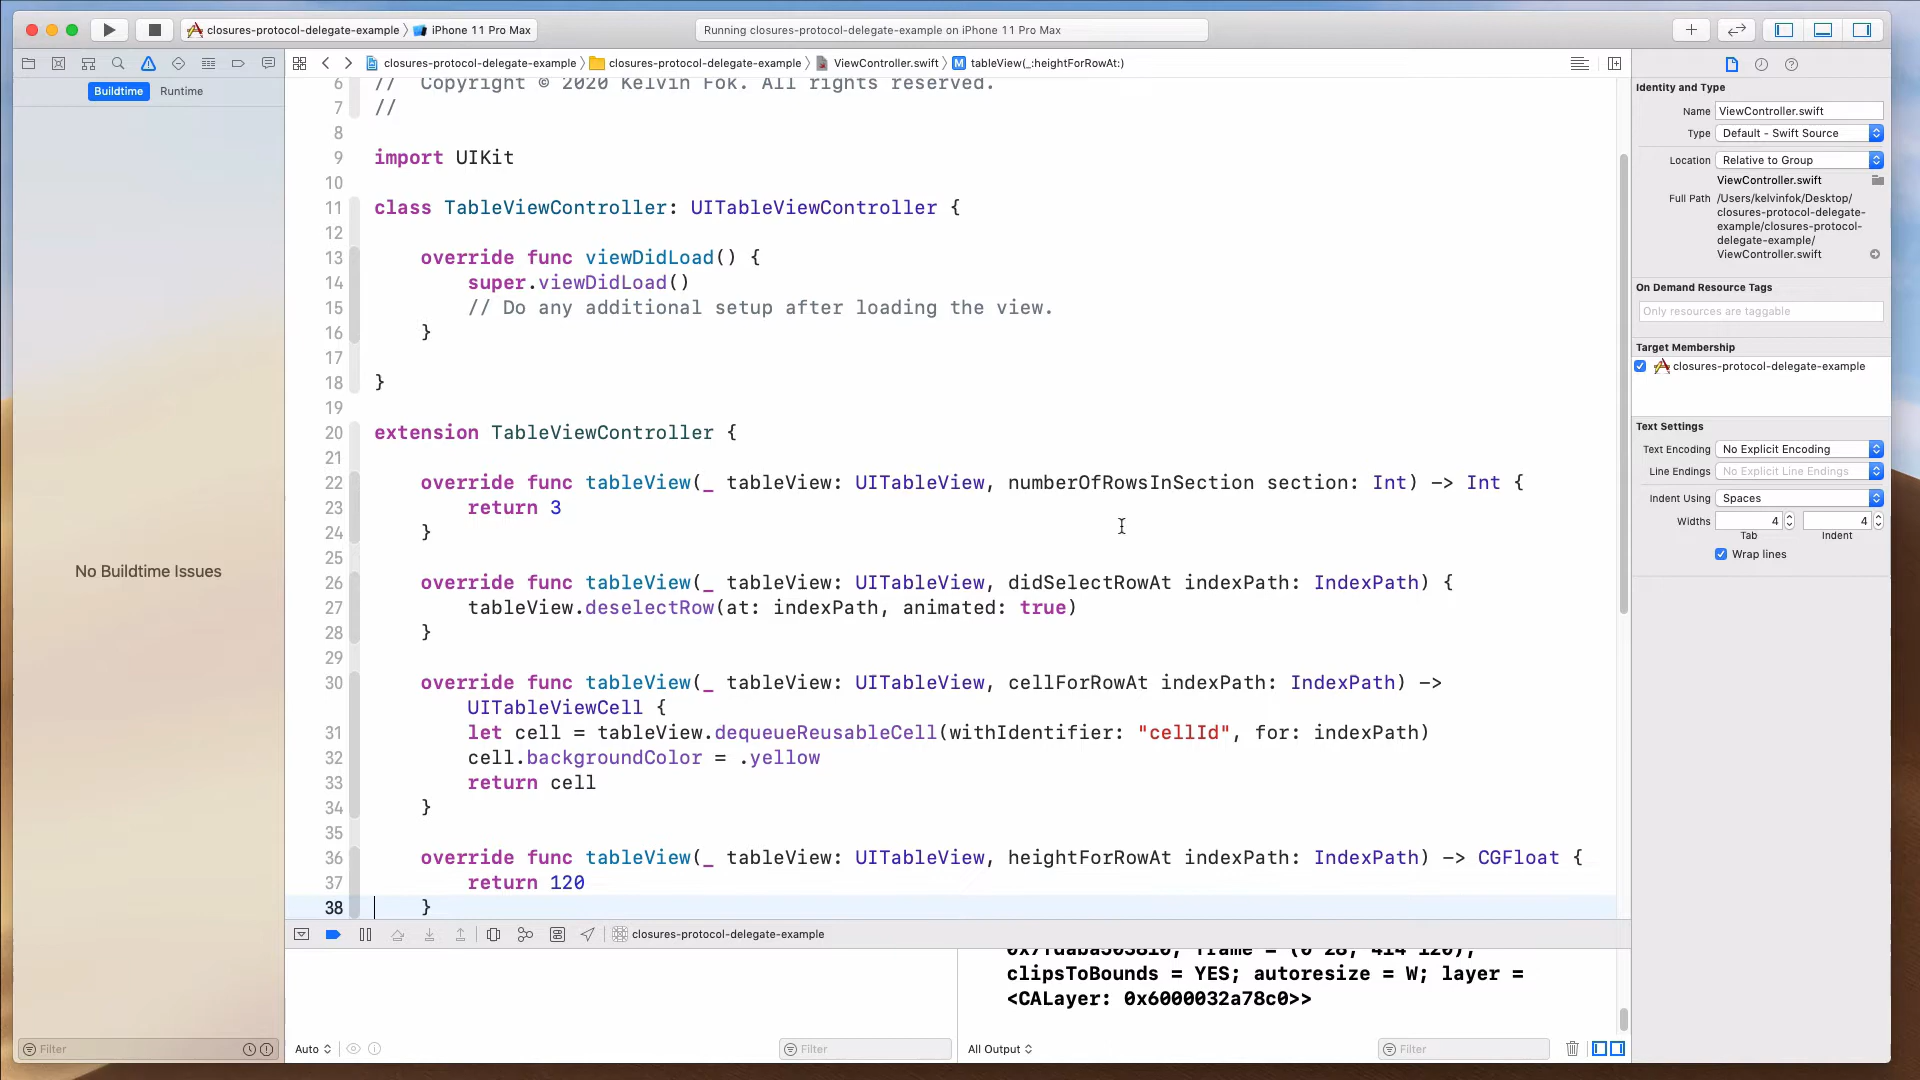 closures-protocol-delegate-example
iPhone 11 Pro Max
Running closures-protocol-delegate-example on iPhone 11 Pro Max
closures-protocol-delegate-example
closures-protocol-delegate-example
ViewController.swift
M
tableView(_:heightForRowAt:)
Buildtime
Runtime
No Buildtime Issues
Filter
6 // Copyright © 2020 Kelvin Fok. All rights reserved.
7 //
8
9 import UIKit
10
11 class TableViewController: UITableViewController {
12
13 override func viewDidLoad() {
14 super.viewDidLoad()
15 // Do any additional setup after loading the view.
16 }
17
18 }
19
20 extension TableViewController {
21
22 override func tableView(_ tableView: UITableView, numberOfRowsInSection section: Int) -> Int {
23 return 3
24 }
25
26 override func tableView(_ tableView: UITableView, didSelectRowAt indexPath: IndexPath) {
27 tableView.deselectRow(at: indexPath, animated: true)
28 }
29
30 override func tableView(_ tableView: UITableView, cellForRowAt indexPath: IndexPath) ->
UITableViewCell {
31 let cell = tableView.dequeueReusableCell(withIdentifier: "cellId", for: indexPath)
32 cell.backgroundColor = .yellow
33 return cell
34 }
35
36 override func tableView(_ tableView: UITableView, heightForRowAt indexPath: IndexPath) -> CGFloat {
37 return 120
38 }
closures-protocol-delegate-example
clipsToBounds = YES; autoresize = W; layer =
<CALayer: 0x6000032a78c0>>
Auto
Filter
All Output
Filter
Identity and Type
Name ViewController.swift
Type Default - Swift Source
Location Relative to Group
ViewController.swift
Full Path /Users/kelvinfok/Desktop/
closures-protocol-delegate-
example/closures-protocol-
delegate-example/
ViewController.swift
On Demand Resource Tags
Only resources are taggable
Target Membership
closures-protocol-delegate-example
Text Settings
Text Encoding No Explicit Encoding
Line Endings No Explicit Line Endings
Indent Using Spaces
Widths 4 4
Tab Indent
Wrap lines